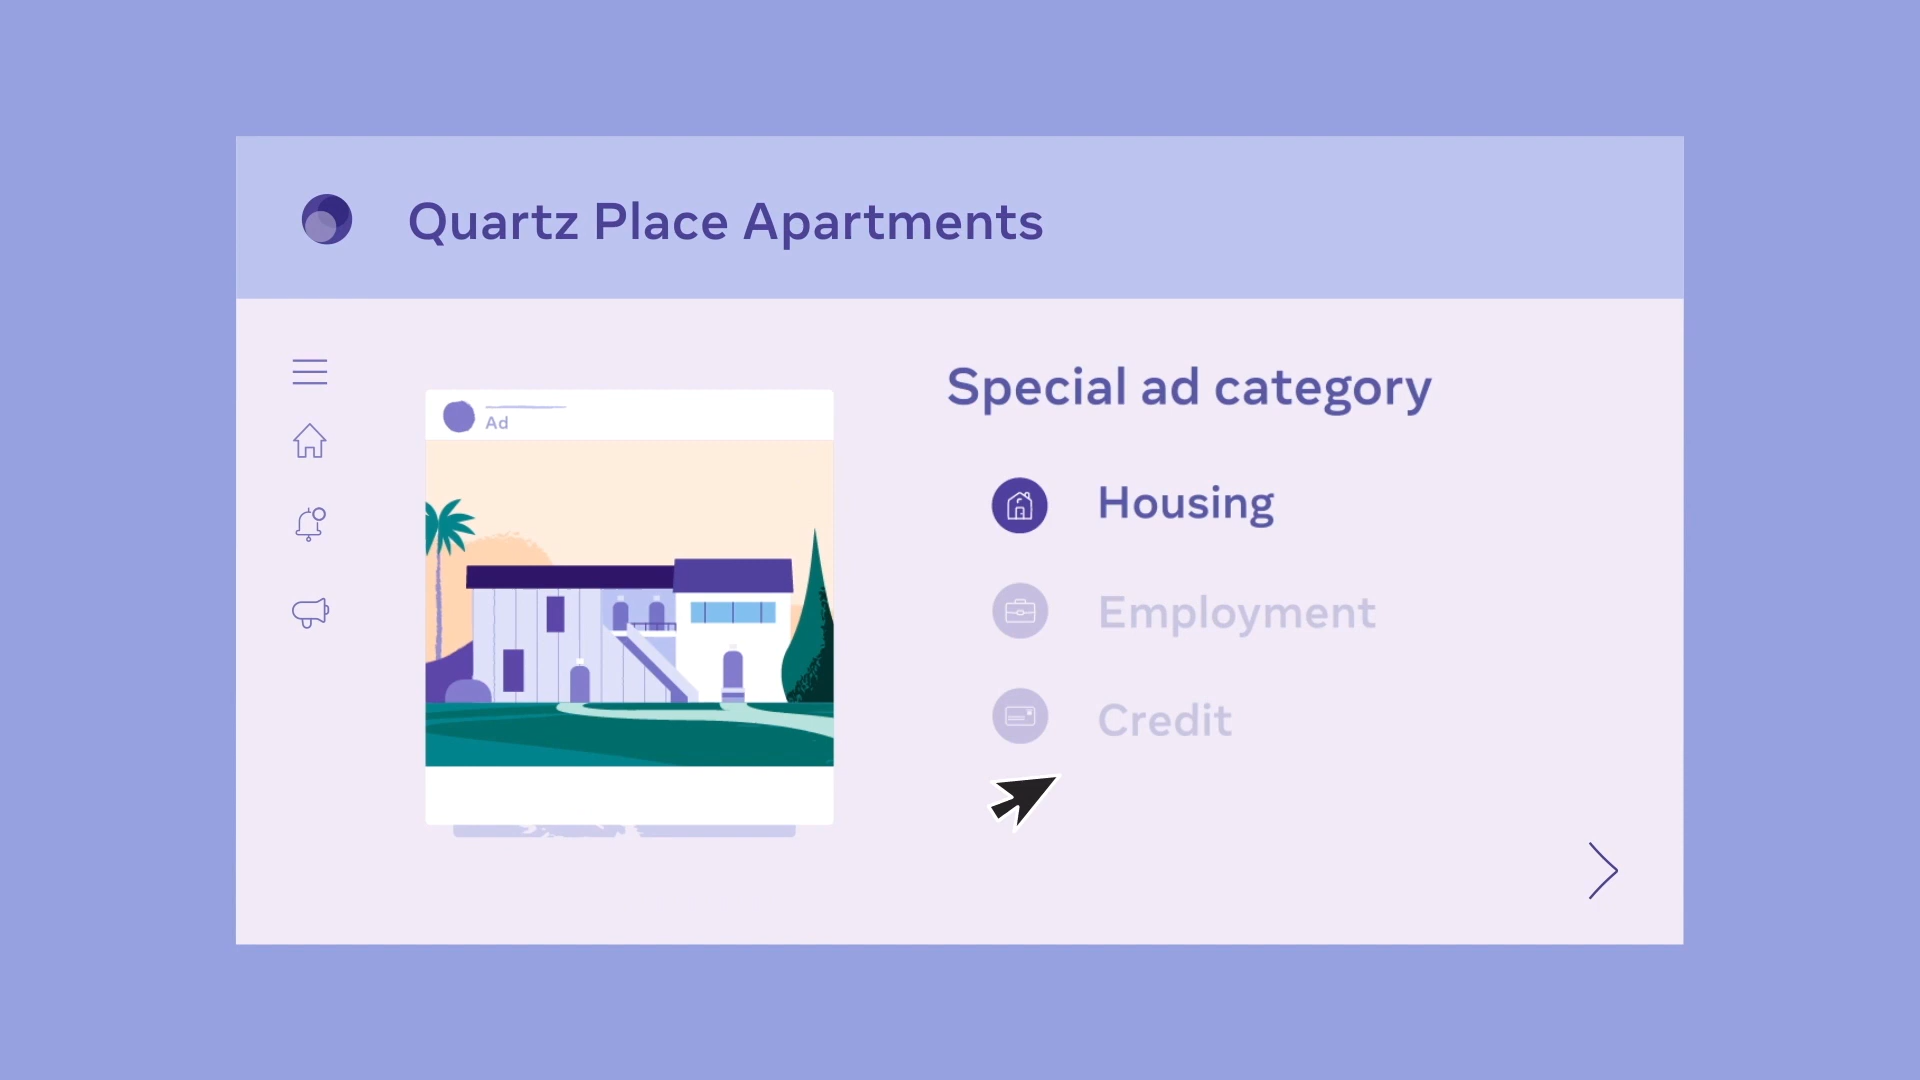 Quartz Place Apartments
Ad
Special ad category
Housing
Employment
Credit